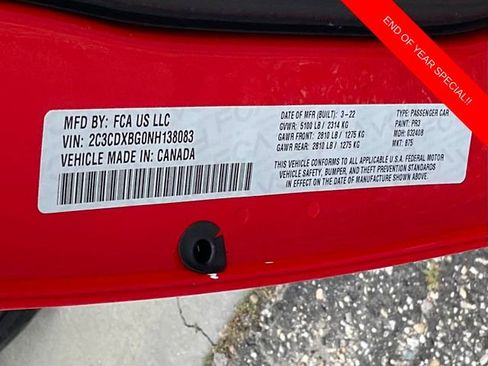 END OF YEAR SPECIAL!!
MFD BY: FCA US LLC
VIN: 2C3CDXBG0NH138083
VEHICLE MADE IN: CANADA
DATE OF MFR (BUILT): 3-22
GVWR: 5100 LB / 2314 KG
GAWR FRONT: 2810 LB / 1275 KG
GAWR REAR: 2810 LB / 1275 KG
TYPE: PASSENGER CAR
PAINT: PR3
MDH: 032408
MKT: 875
THIS VEHICLE CONFORMS TO ALL APPLICABLE U.S.A. FEDERAL MOTOR
VEHICLE SAFETY, BUMPER, AND THEFT PREVENTION STANDARDS
IN EFFECT ON THE DATE OF MANUFACTURE SHOWN ABOVE.